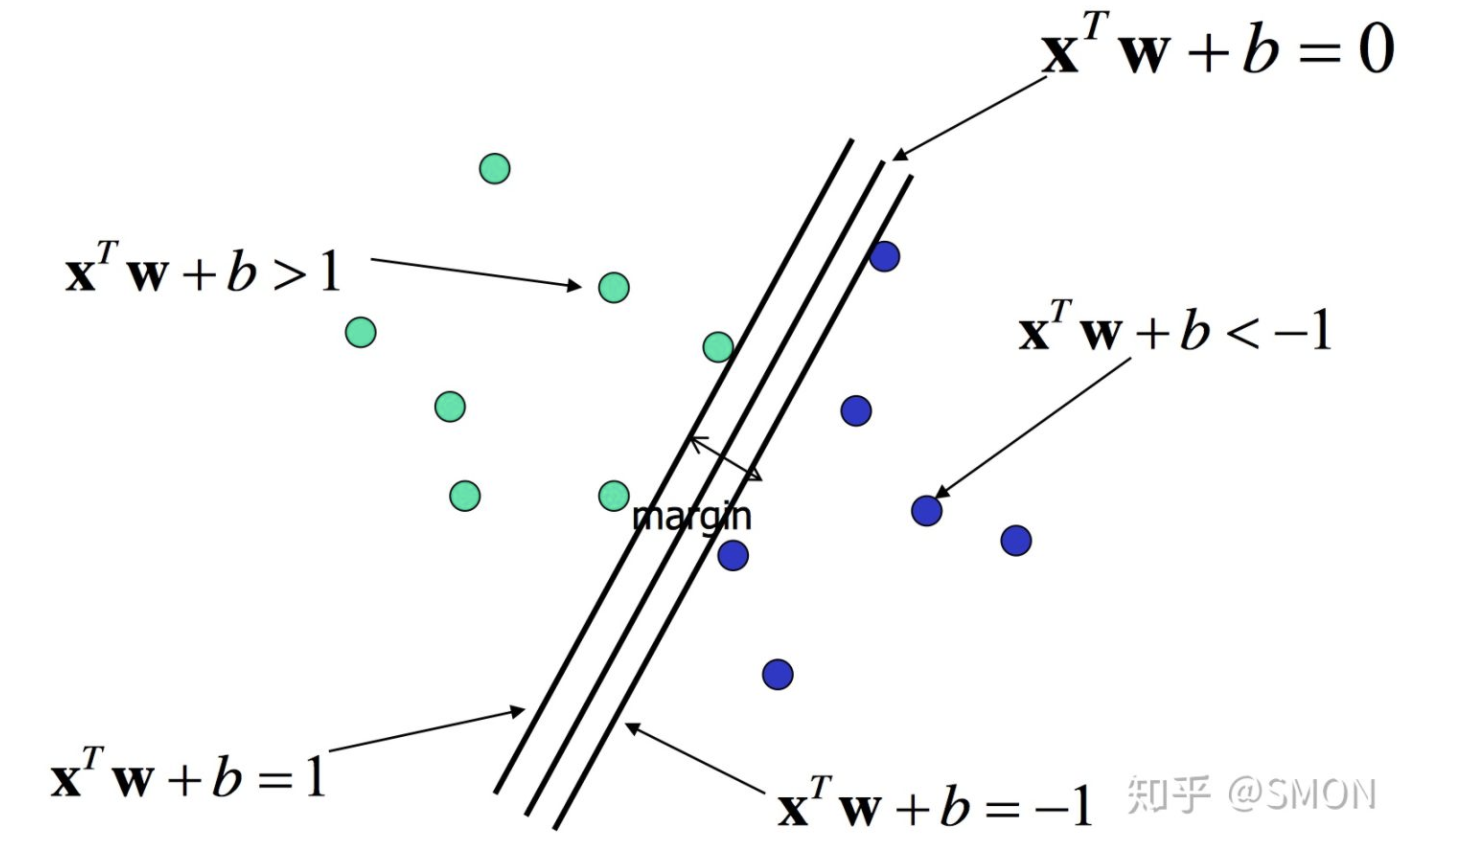 x^T w + b = 0
x^T w + b > 1
x^T w + b < −1
margin
x^T w + b = 1
x^T w + b = −1
知乎 @SMON